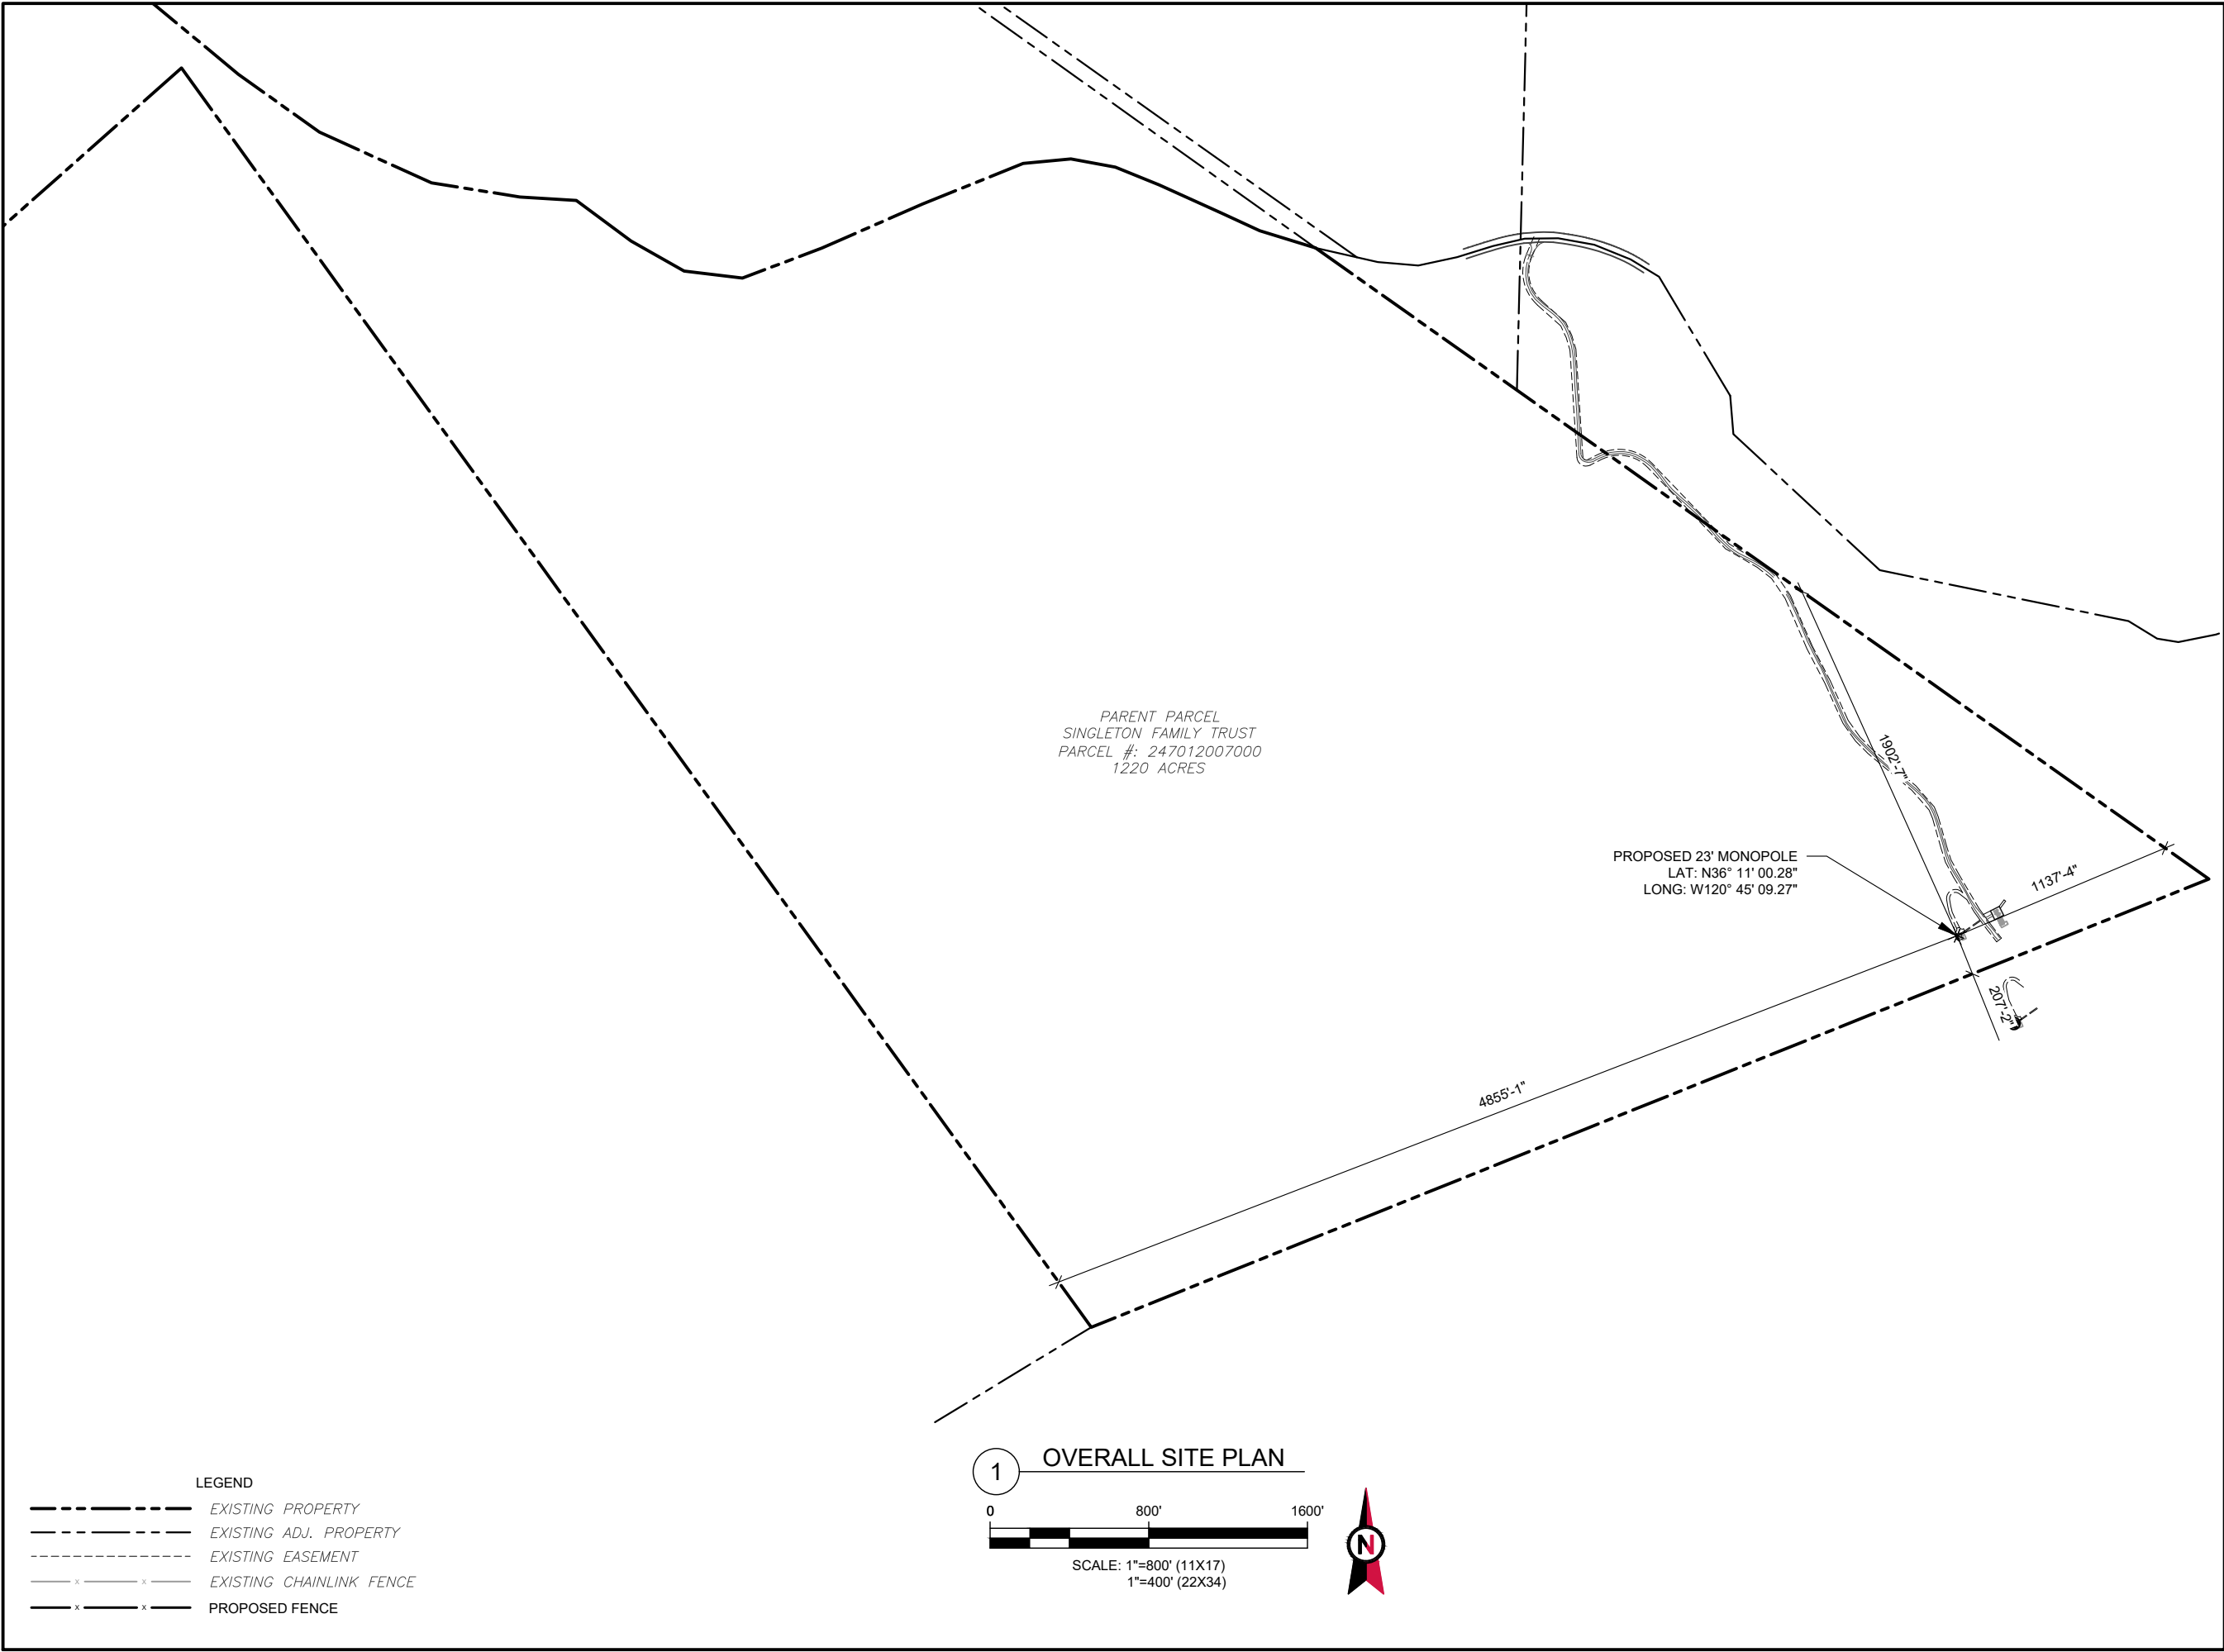 PARENT PARCEL
SINGLETON FAMILY TRUST
PARCEL #: 247012007000
1220 ACRES
1902'-7"
PROPOSED 23' MONOPOLE
LAT: N36° 11' 00.28"
LONG: W120° 45' 09.27"
1137'-4"
207'-2"
4855'-1"
1 OVERALL SITE PLAN
0 800' 1600'
SCALE: 1"=800' (11X17)
1"=400' (22X34)
N
LEGEND
EXISTING PROPERTY
EXISTING ADJ. PROPERTY
EXISTING EASEMENT
x x EXISTING CHAINLINK FENCE
x x PROPOSED FENCE